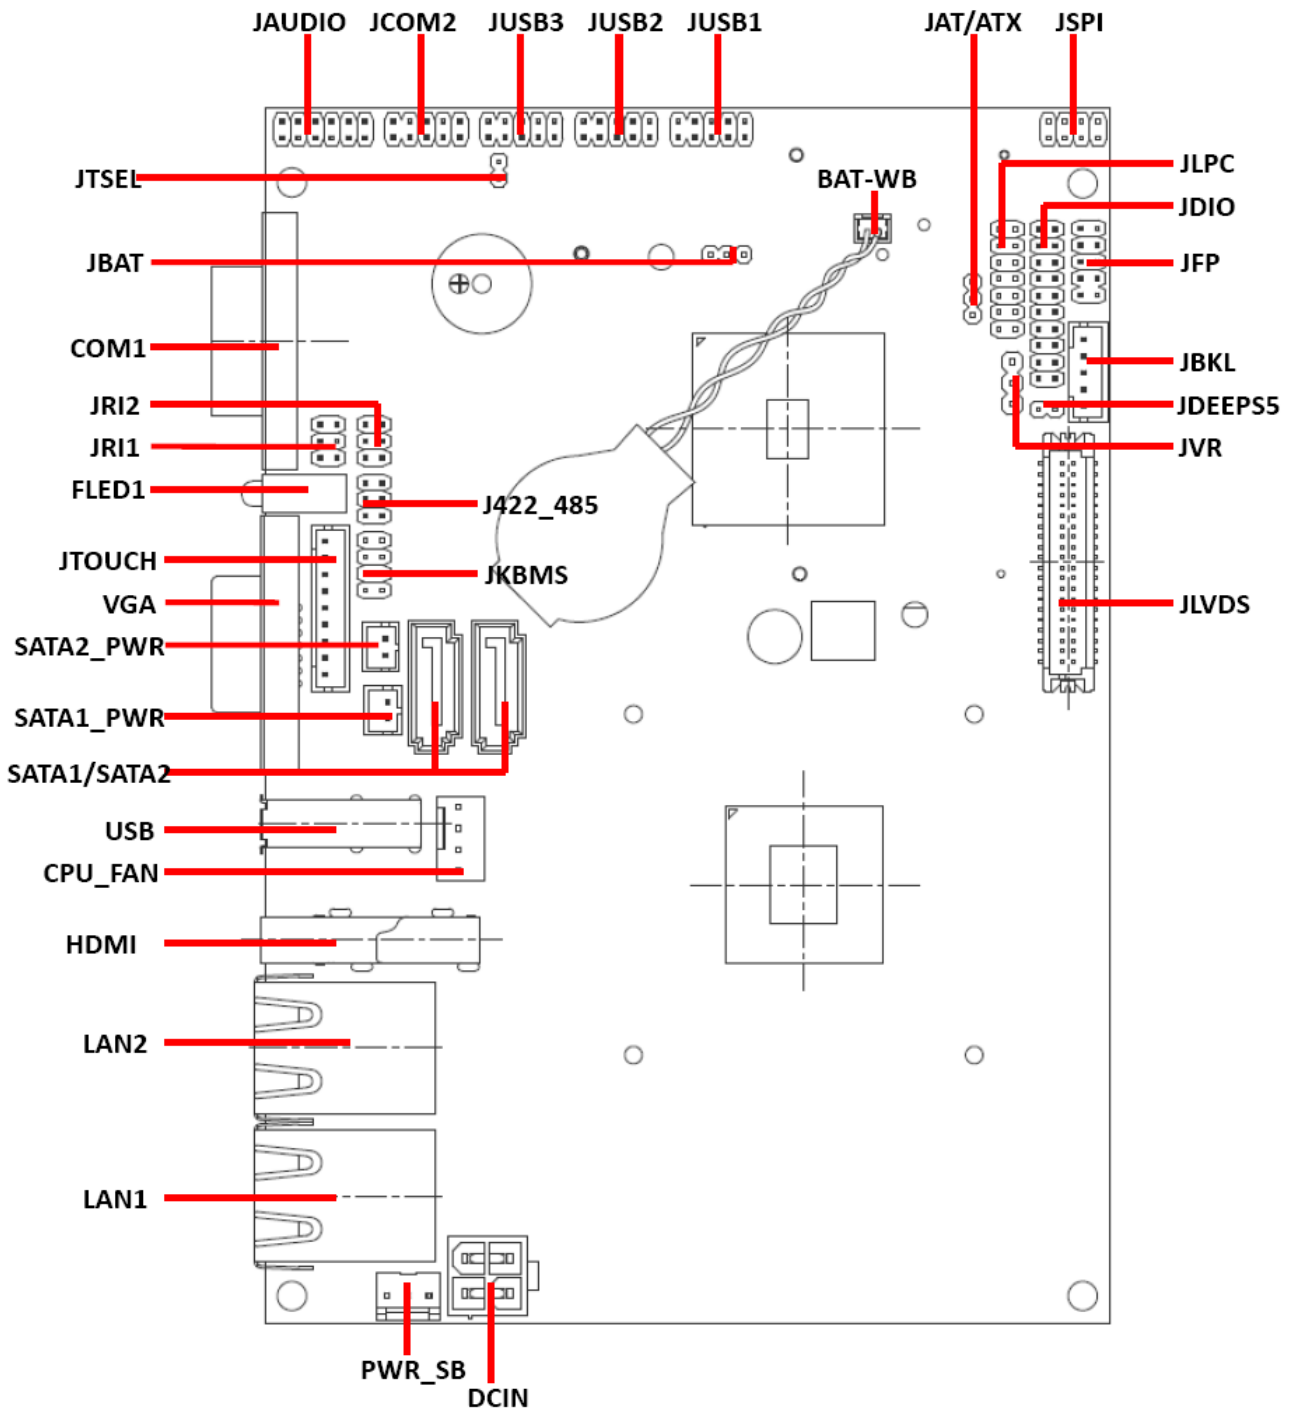 JAUDIO JCOM2 JUSB3 JUSB2 JUSB1 JAT/ATX JSPI
JTSEL
BAT-WB
JLPC
JDIO
JBAT
JFP
COM1
JBKL
JRI2
JDEEPS5
JRI1
JVR
FLED1
J422_485
JTOUCH
JKBMS
VGA
JLVDS
SATA2_PWR
SATA1_PWR
SATA1/SATA2
USB
CPU_FAN
HDMI
LAN2
LAN1
PWR_SB
DCIN